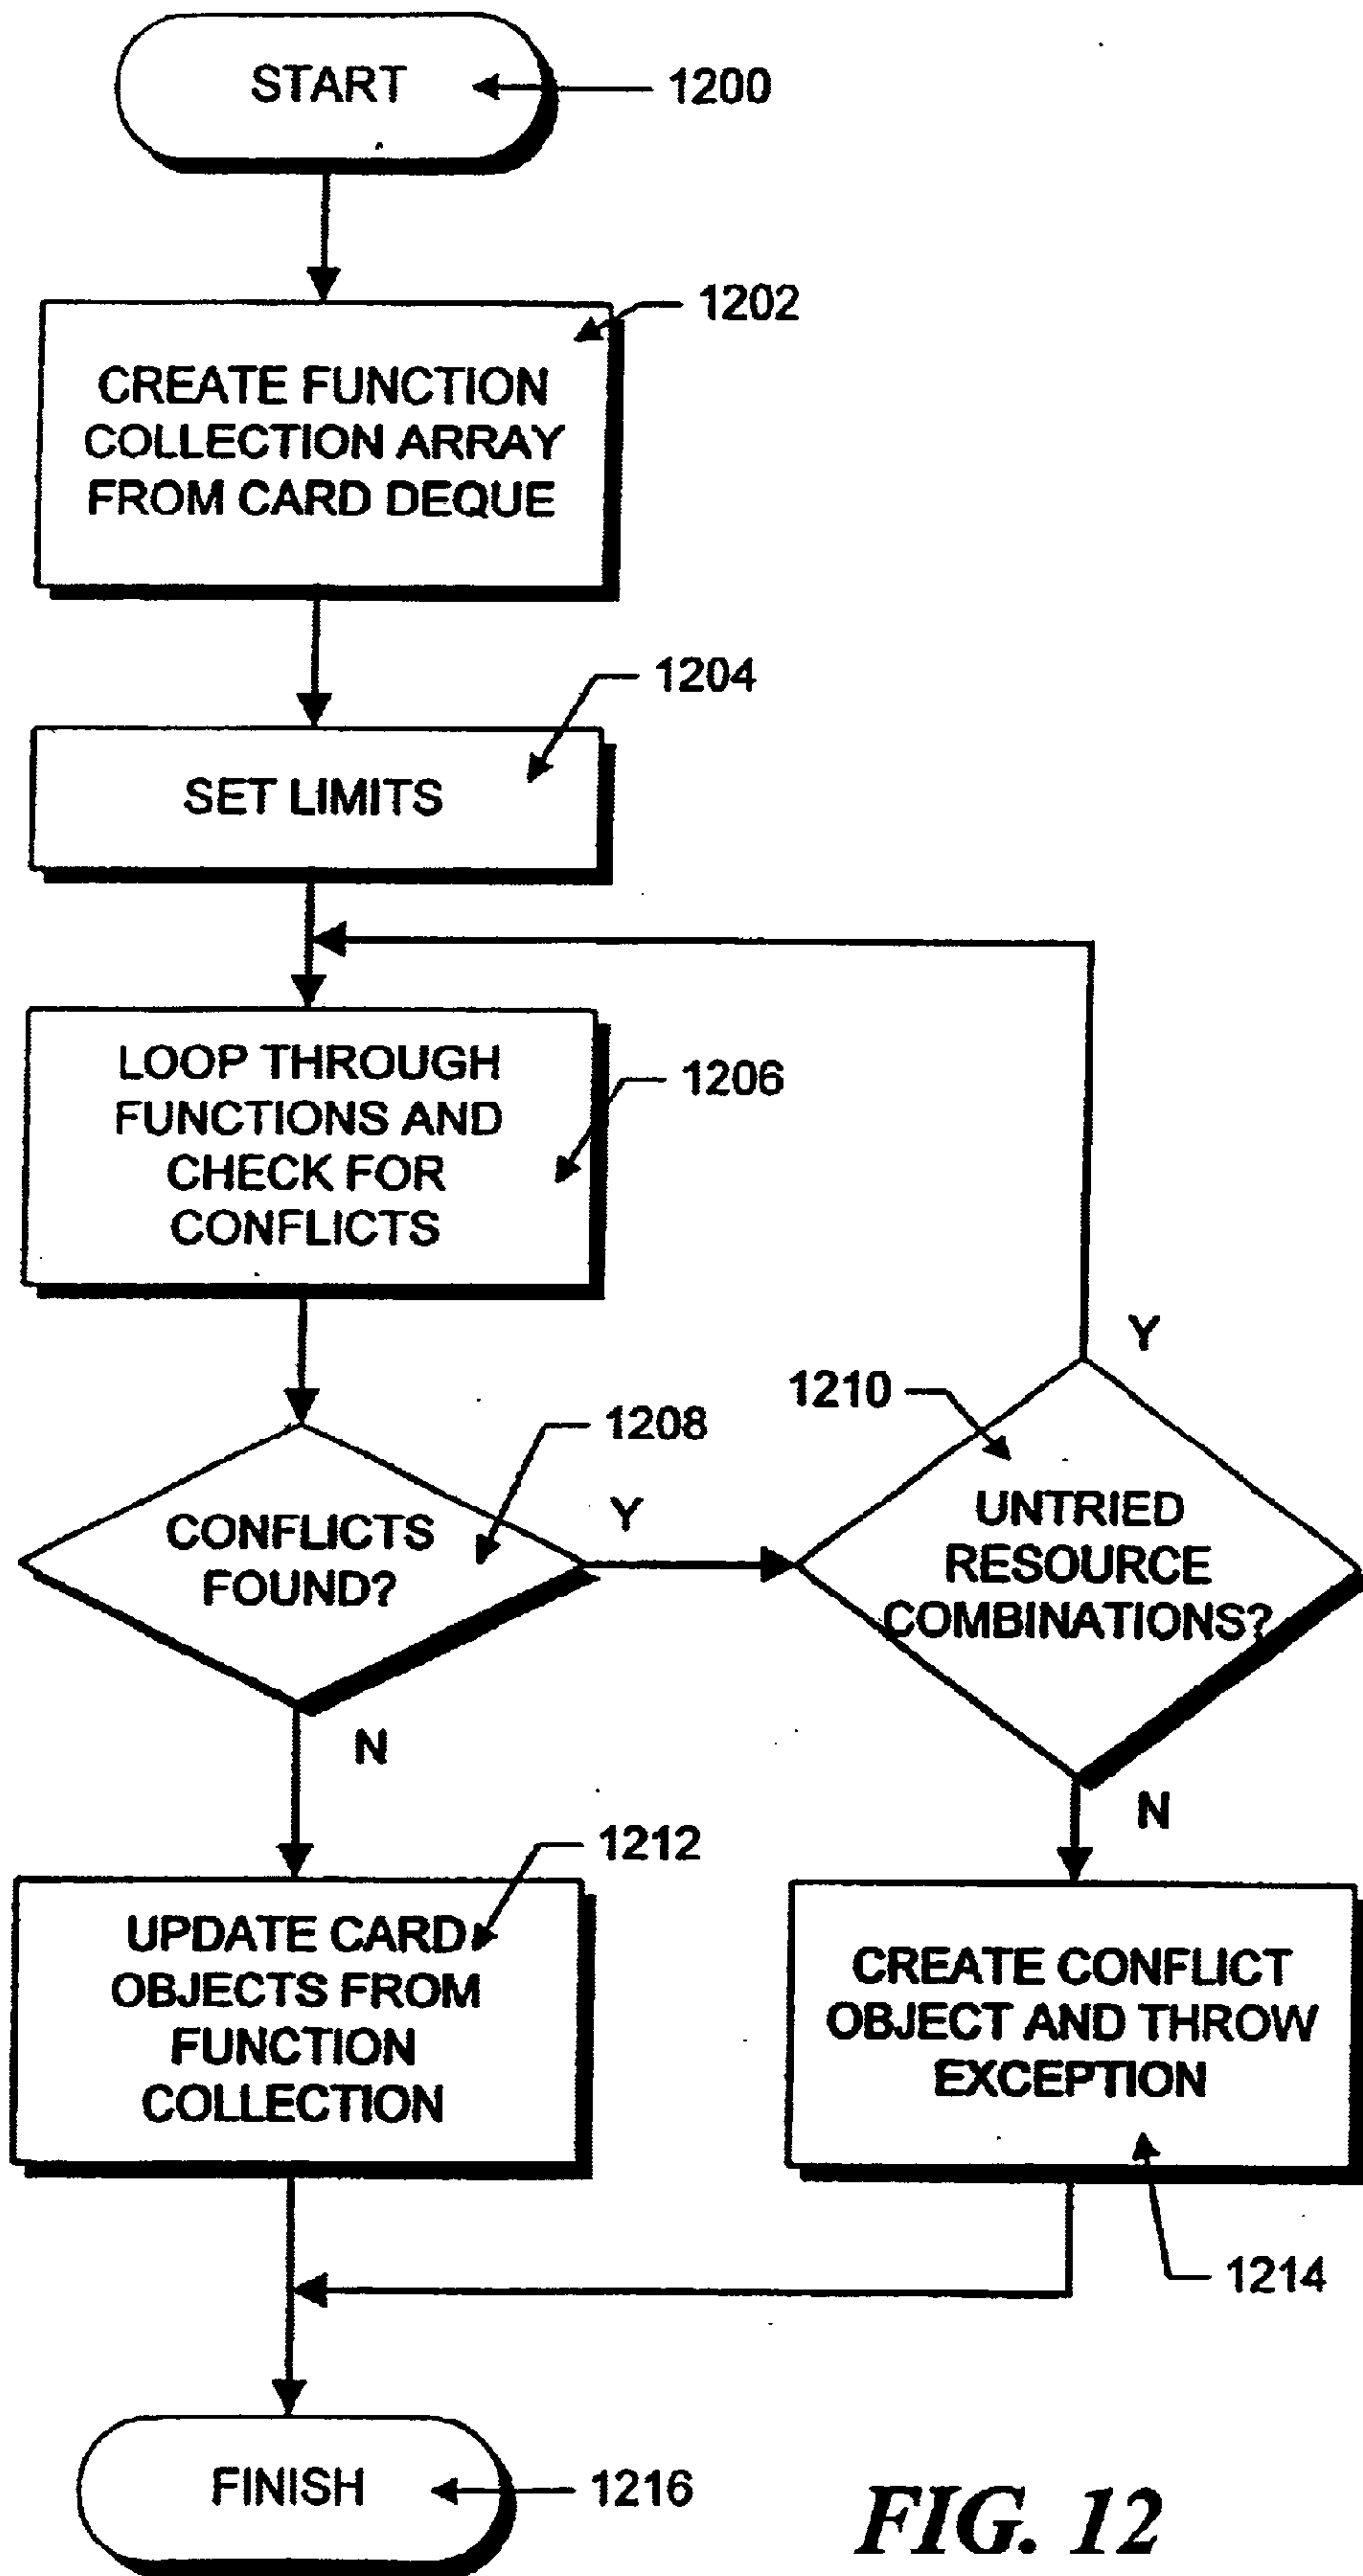 START
1200
1202
CREATE FUNCTION
COLLECTION ARRAY
FROM CARD DEQUE
1204
SET LIMITS
LOOP THROUGH
FUNCTIONS AND
CHECK FOR
CONFLICTS
1206
1208
CONFLICTS
FOUND?
Y
N
1210
Y
UNTRIED
RESOURCE
COMBINATIONS?
N
1212
UPDATE CARD
OBJECTS FROM
FUNCTION
COLLECTION
CREATE CONFLICT
OBJECT AND THROW
EXCEPTION
1214
FINISH
1216
FIG. 12